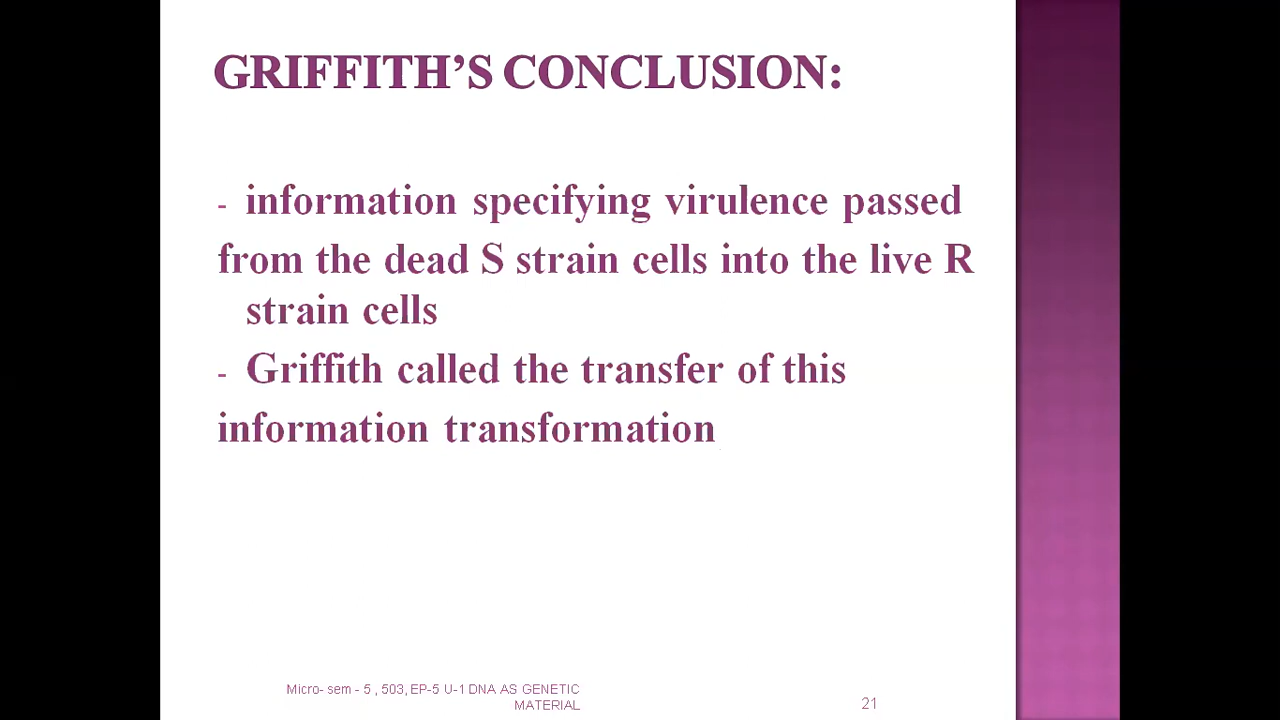 GRIFFITH’S CONCLUSION:
- information specifying virulence passed
from the dead S strain cells into the live R
strain cells
- Griffith called the transfer of this
information transformation
Micro- sem - 5 , 503, EP-5 U-1 DNA AS GENETIC
MATERIAL
21